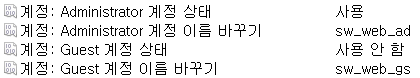 계정: Administrator 계정 상태 사용
계정: Administrator 계정 이름 바꾸기 sw_web_ad
계정: Guest 계정 상태 사용 안 함
계정: Guest 계정 이름 바꾸기 sw_web_gs